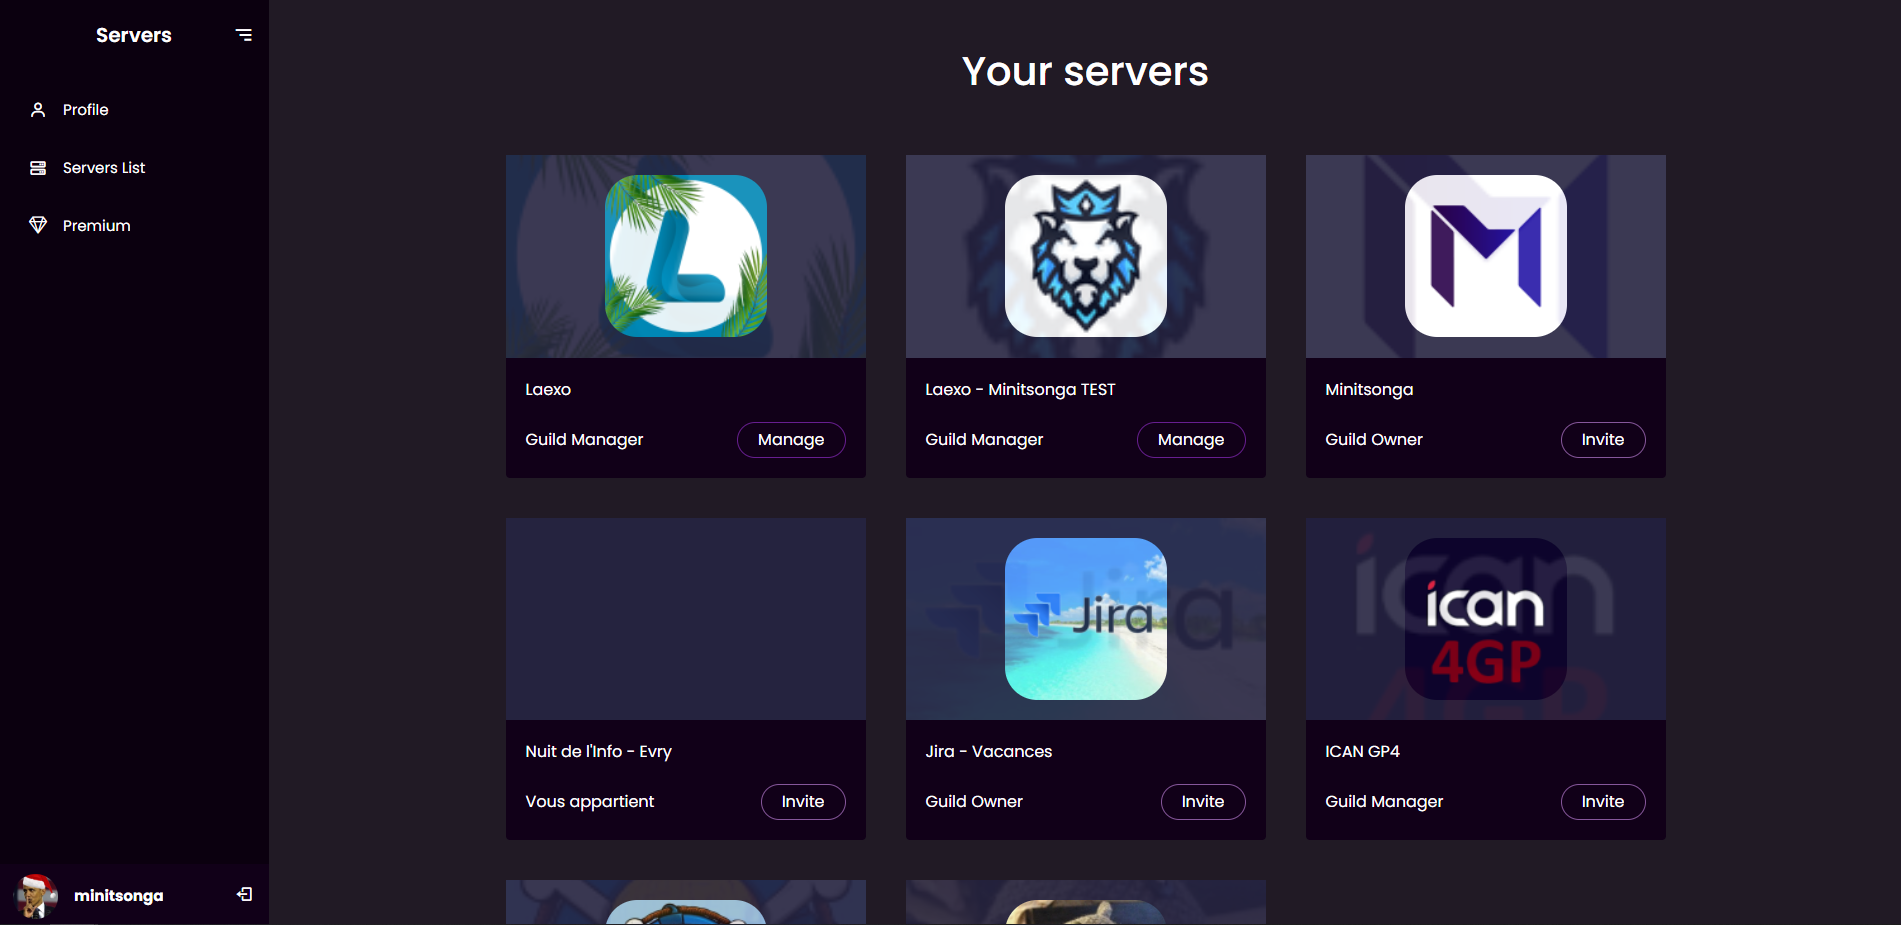 Servers
Profile
Servers List
Premium
minitsonga
Your servers
Laexo
Guild Manager
Manage
Laexo - Minitsonga TEST
Guild Manager
Manage
M
Minitsonga
Guild Owner
Invite
Nuit de l'Info - Evry
Vous appartient
Invite
Jira
Jira - Vacances
Guild Owner
Invite
ican
4GP
ICAN GP4
Guild Manager
Invite